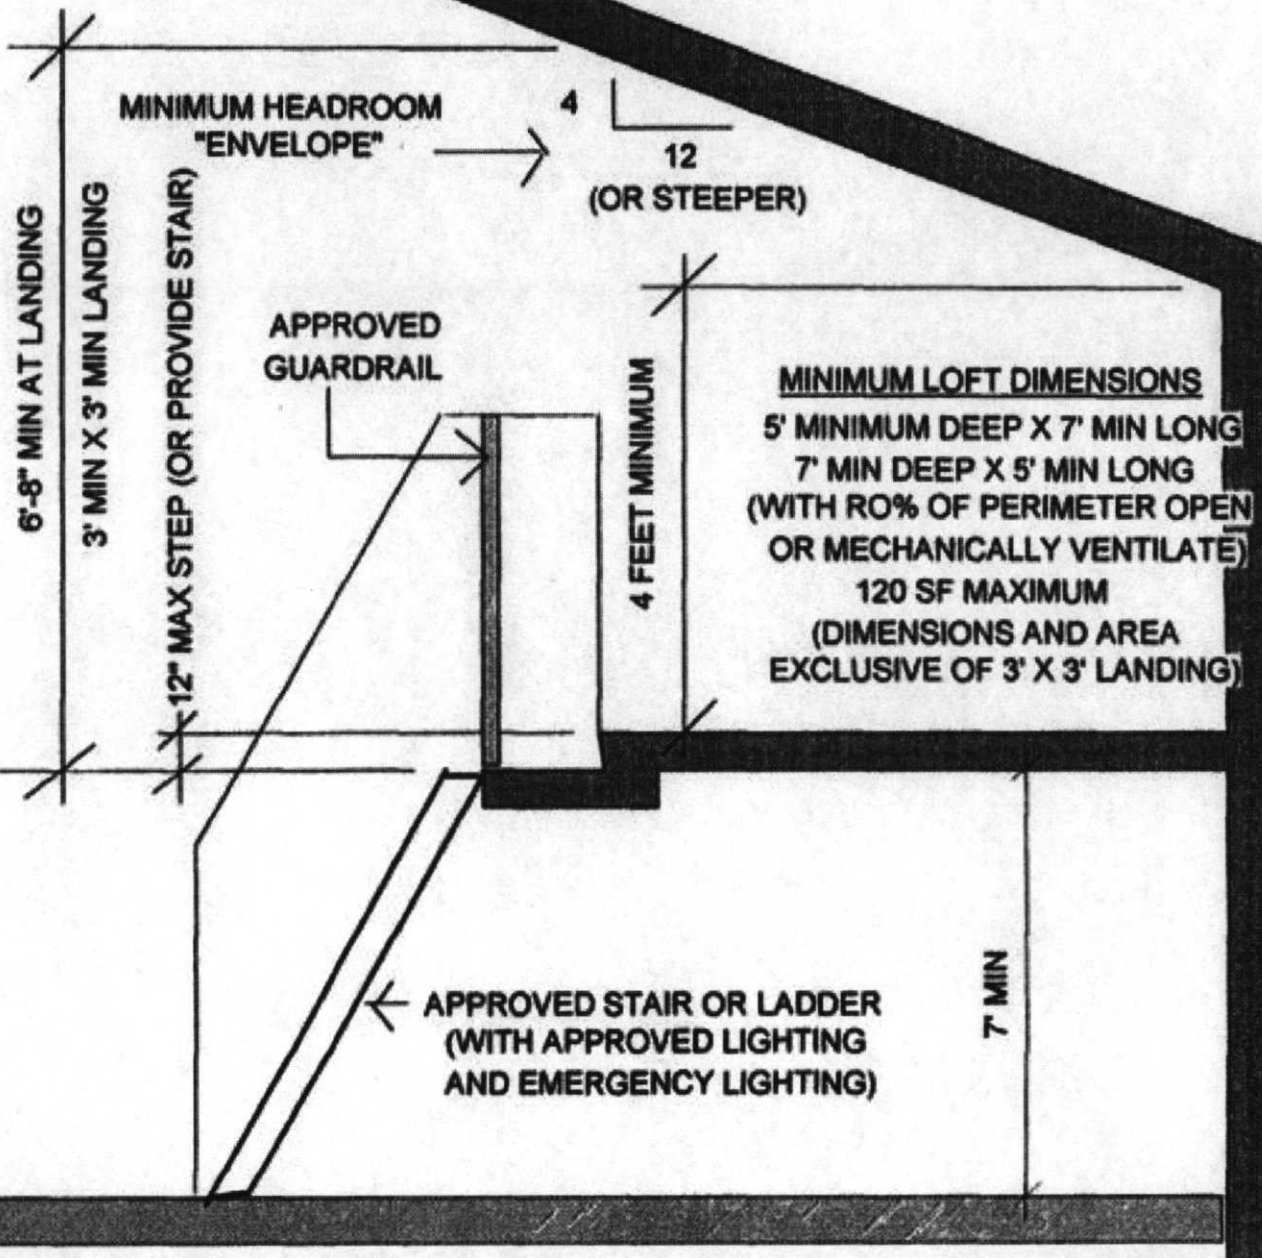 6'-8" MIN AT LANDING
3' MIN X 3' MIN LANDING
12" MAX STEP (OR PROVIDE STAIR)
MINIMUM HEADROOM
"ENVELOPE"
4
12
(OR STEEPER)
APPROVED
GUARDRAIL
4 FEET MINIMUM
MINIMUM LOFT DIMENSIONS
5' MINIMUM DEEP X 7' MIN LONG
7' MIN DEEP X 5' MIN LONG
(WITH RO% OF PERIMETER OPEN
OR MECHANICALLY VENTILATE)
120 SF MAXIMUM
(DIMENSIONS AND AREA
EXCLUSIVE OF 3' X 3' LANDING)
APPROVED STAIR OR LADDER
(WITH APPROVED LIGHTING
AND EMERGENCY LIGHTING)
7' MIN